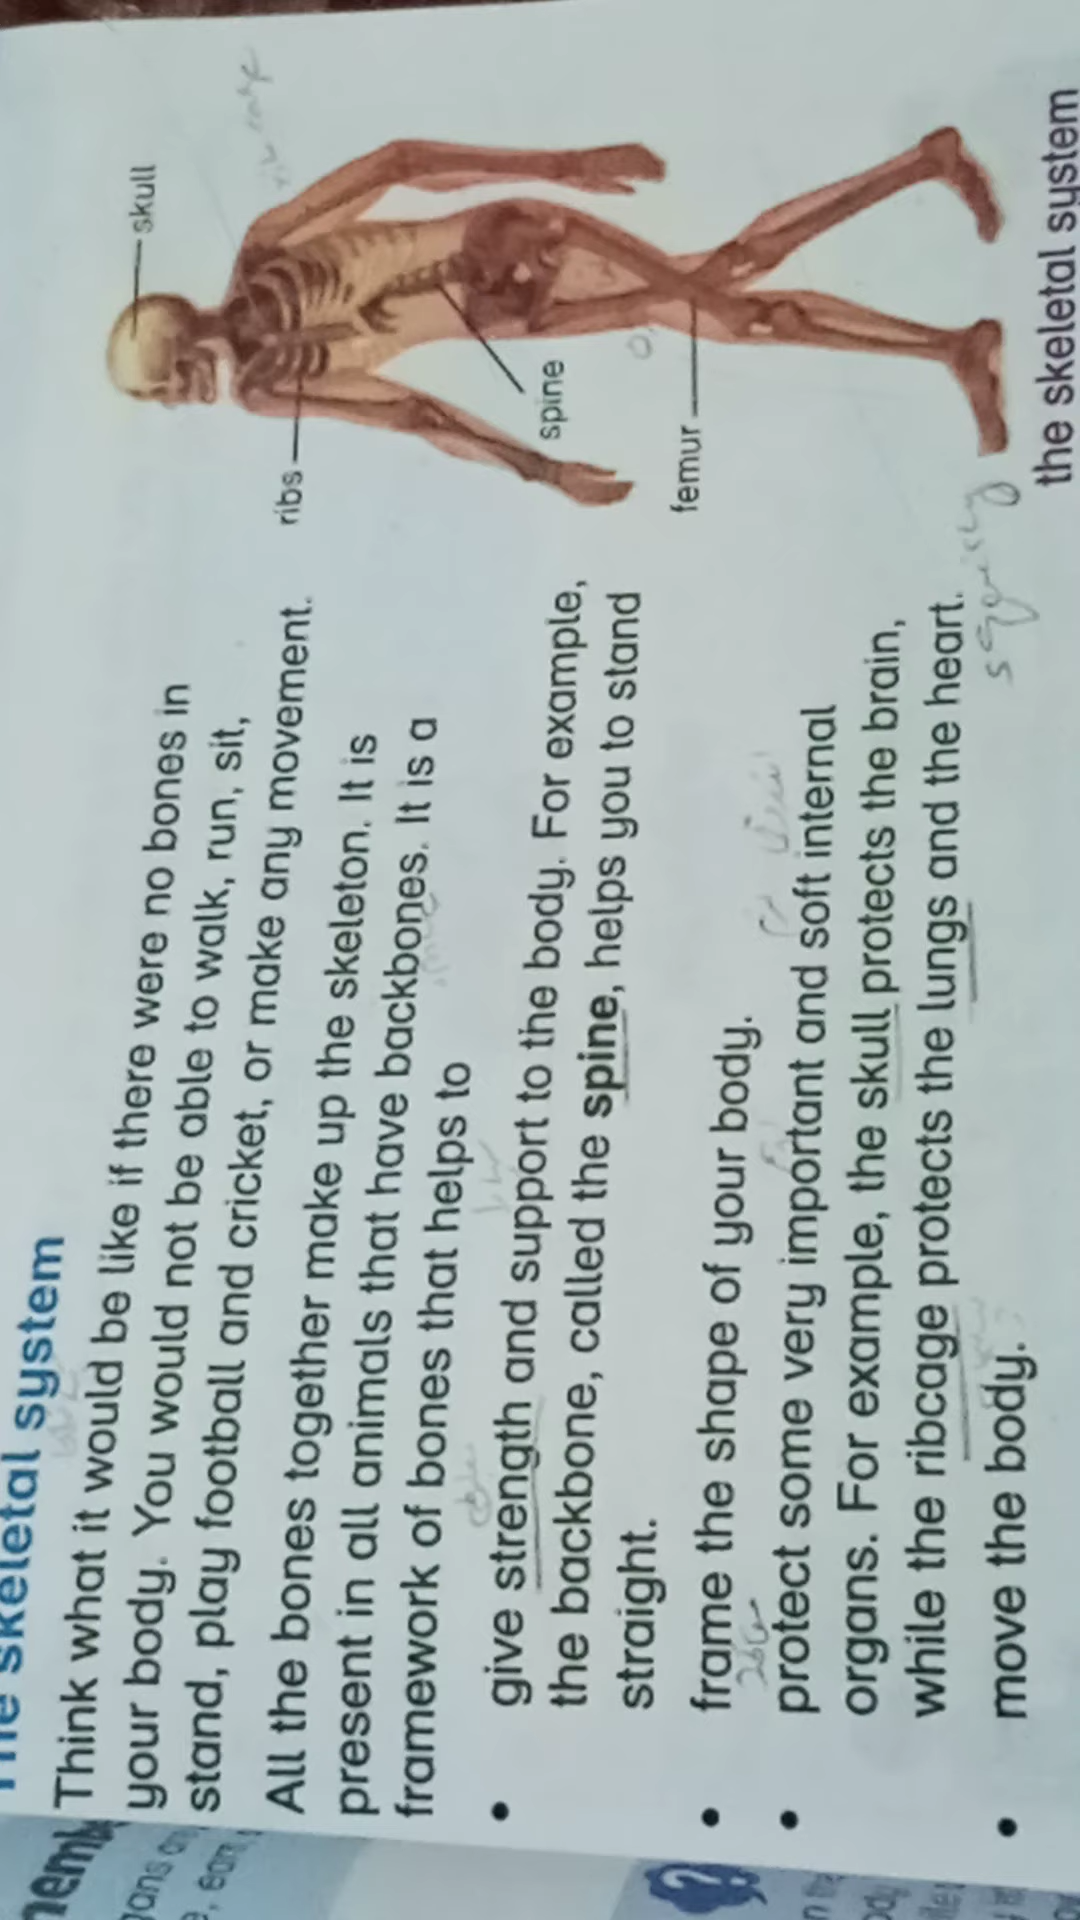 The skeletal system
Think what it would be like if there were no bones in
your body. You would not be able to walk, run, sit,
stand, play football and cricket, or make any movement.
All the bones together make up the skeleton. It is
present in all animals that have backbones. It is a
framework of bones that helps to
• give strength and support to the body. For example,
the backbone, called the spine, helps you to stand
straight.
• frame the shape of your body.
• protect some very important and soft internal
organs. For example, the skull protects the brain,
while the ribcage protects the lungs and the heart.
• move the body.
skull
ribs
spine
femur
the skeletal system